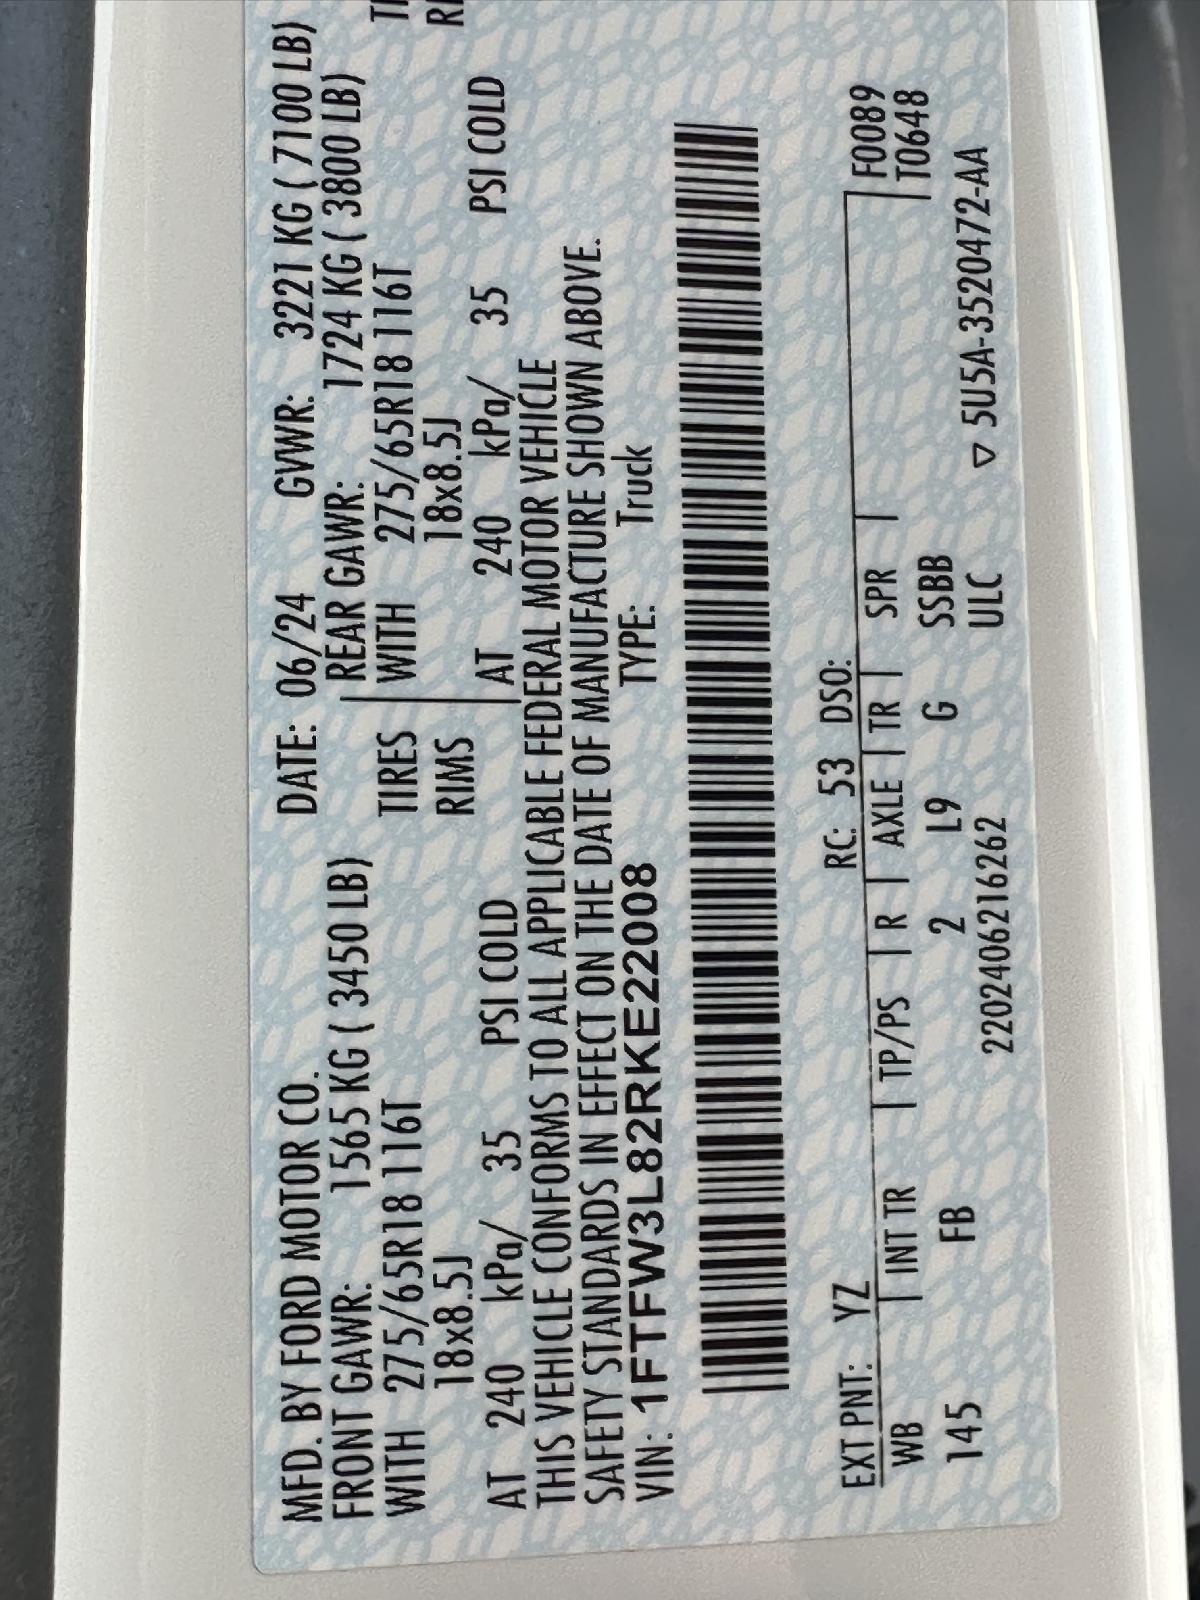 MFD. BY FORD MOTOR CO. DATE: 06/24 GVWR: 3221 KG ( 7100 LB)
FRONT GAWR: 1565 KG ( 3450 LB) REAR GAWR: 1724 KG ( 3800 LB)
WITH 275/65R18 116T TIRES WITH 275/65R18 116T
18x8.5J RIMS 18x8.5J
AT 240 kPa/ 35 PSI COLD AT 240 kPa/ 35 PSI COLD
THIS VEHICLE CONFORMS TO ALL APPLICABLE FEDERAL MOTOR VEHICLE
SAFETY STANDARDS IN EFFECT ON THE DATE OF MANUFACTURE SHOWN ABOVE.
VIN: 1FTFW3L82RKE22008 TYPE: Truck
EXT PNT: YZ RC: 53 DSO: F0089
WB INT TR TP/PS R AXLE TR SPR T0648
145 FB 2 L9 G SSBB
2202406216262 ULC ▽ 5U5A-3520472-AA